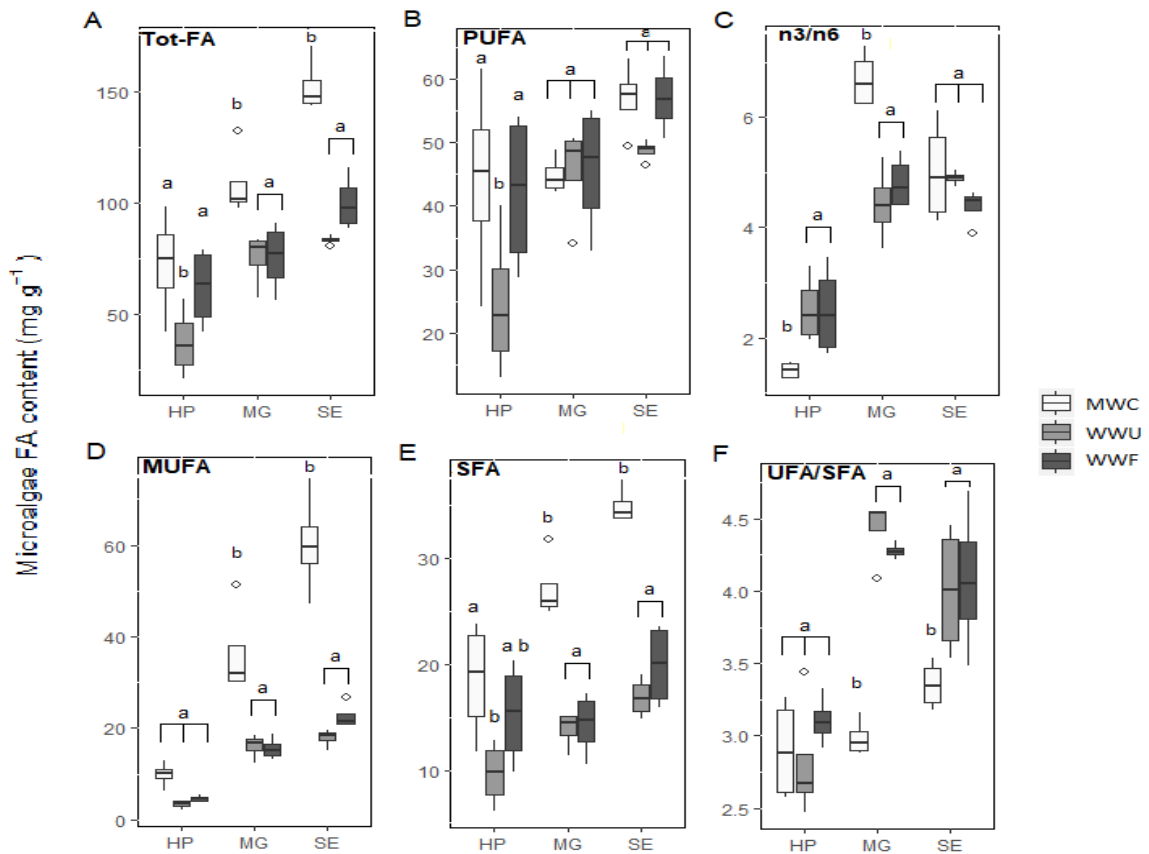 A
Tot-FA
B
PUFA
C
n3/n6
150
100
50
a
b
a
b
a
b
a
HP
MG
SE
60
50
40
30
20
a
b
a
a
a
HP
MG
SE
6
4
2
b
a
b
a
a
HP
MG
SE
Microalgae FA content (mg g⁻¹)
MWC
WWU
WWF
D
MUFA
E
SFA
F
UFA/SFA
60
40
20
0
a
b
a
b
a
HP
MG
SE
30
20
10
a
b
a b
b
a
b
a
HP
MG
SE
4.5
4.0
3.5
3.0
2.5
a
b
a
b
a
HP
MG
SE